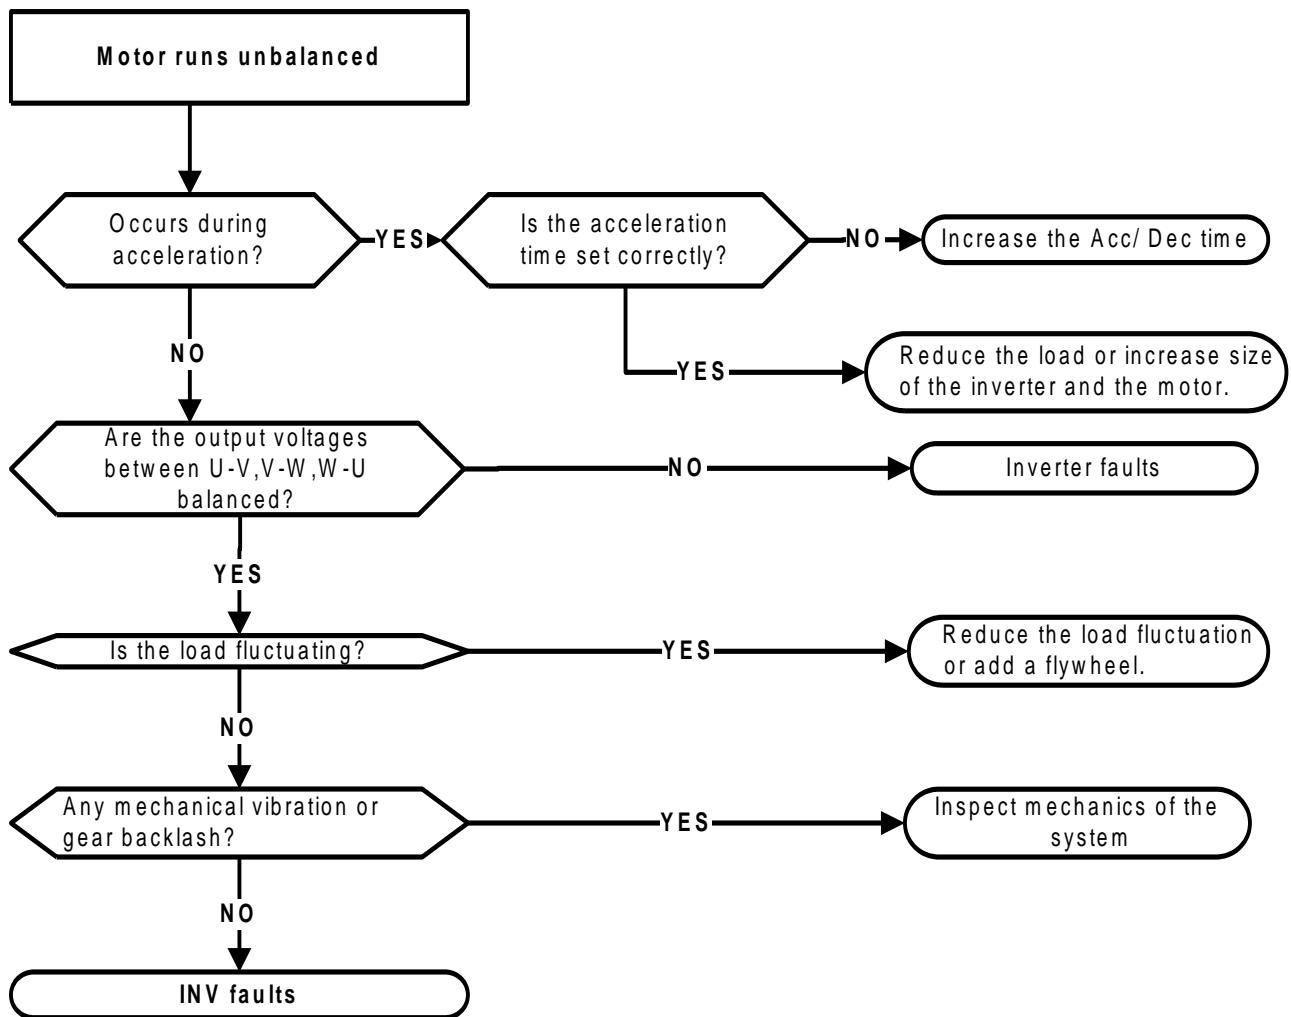 Motor runs unbalanced
Occurs during
acceleration?
YES
Is the acceleration
time set correctly?
NO
Increase the Acc/ Dec time
NO
YES
Reduce the load or increase size
of the inverter and the motor.
Are the output voltages
between U-V,V-W,W-U
balanced?
NO
Inverter faults
YES
Is the load fluctuating?
YES
Reduce the load fluctuation
or add a flywheel.
NO
Any mechanical vibration or
gear backlash?
YES
Inspect mechanics of the
system
NO
INV faults